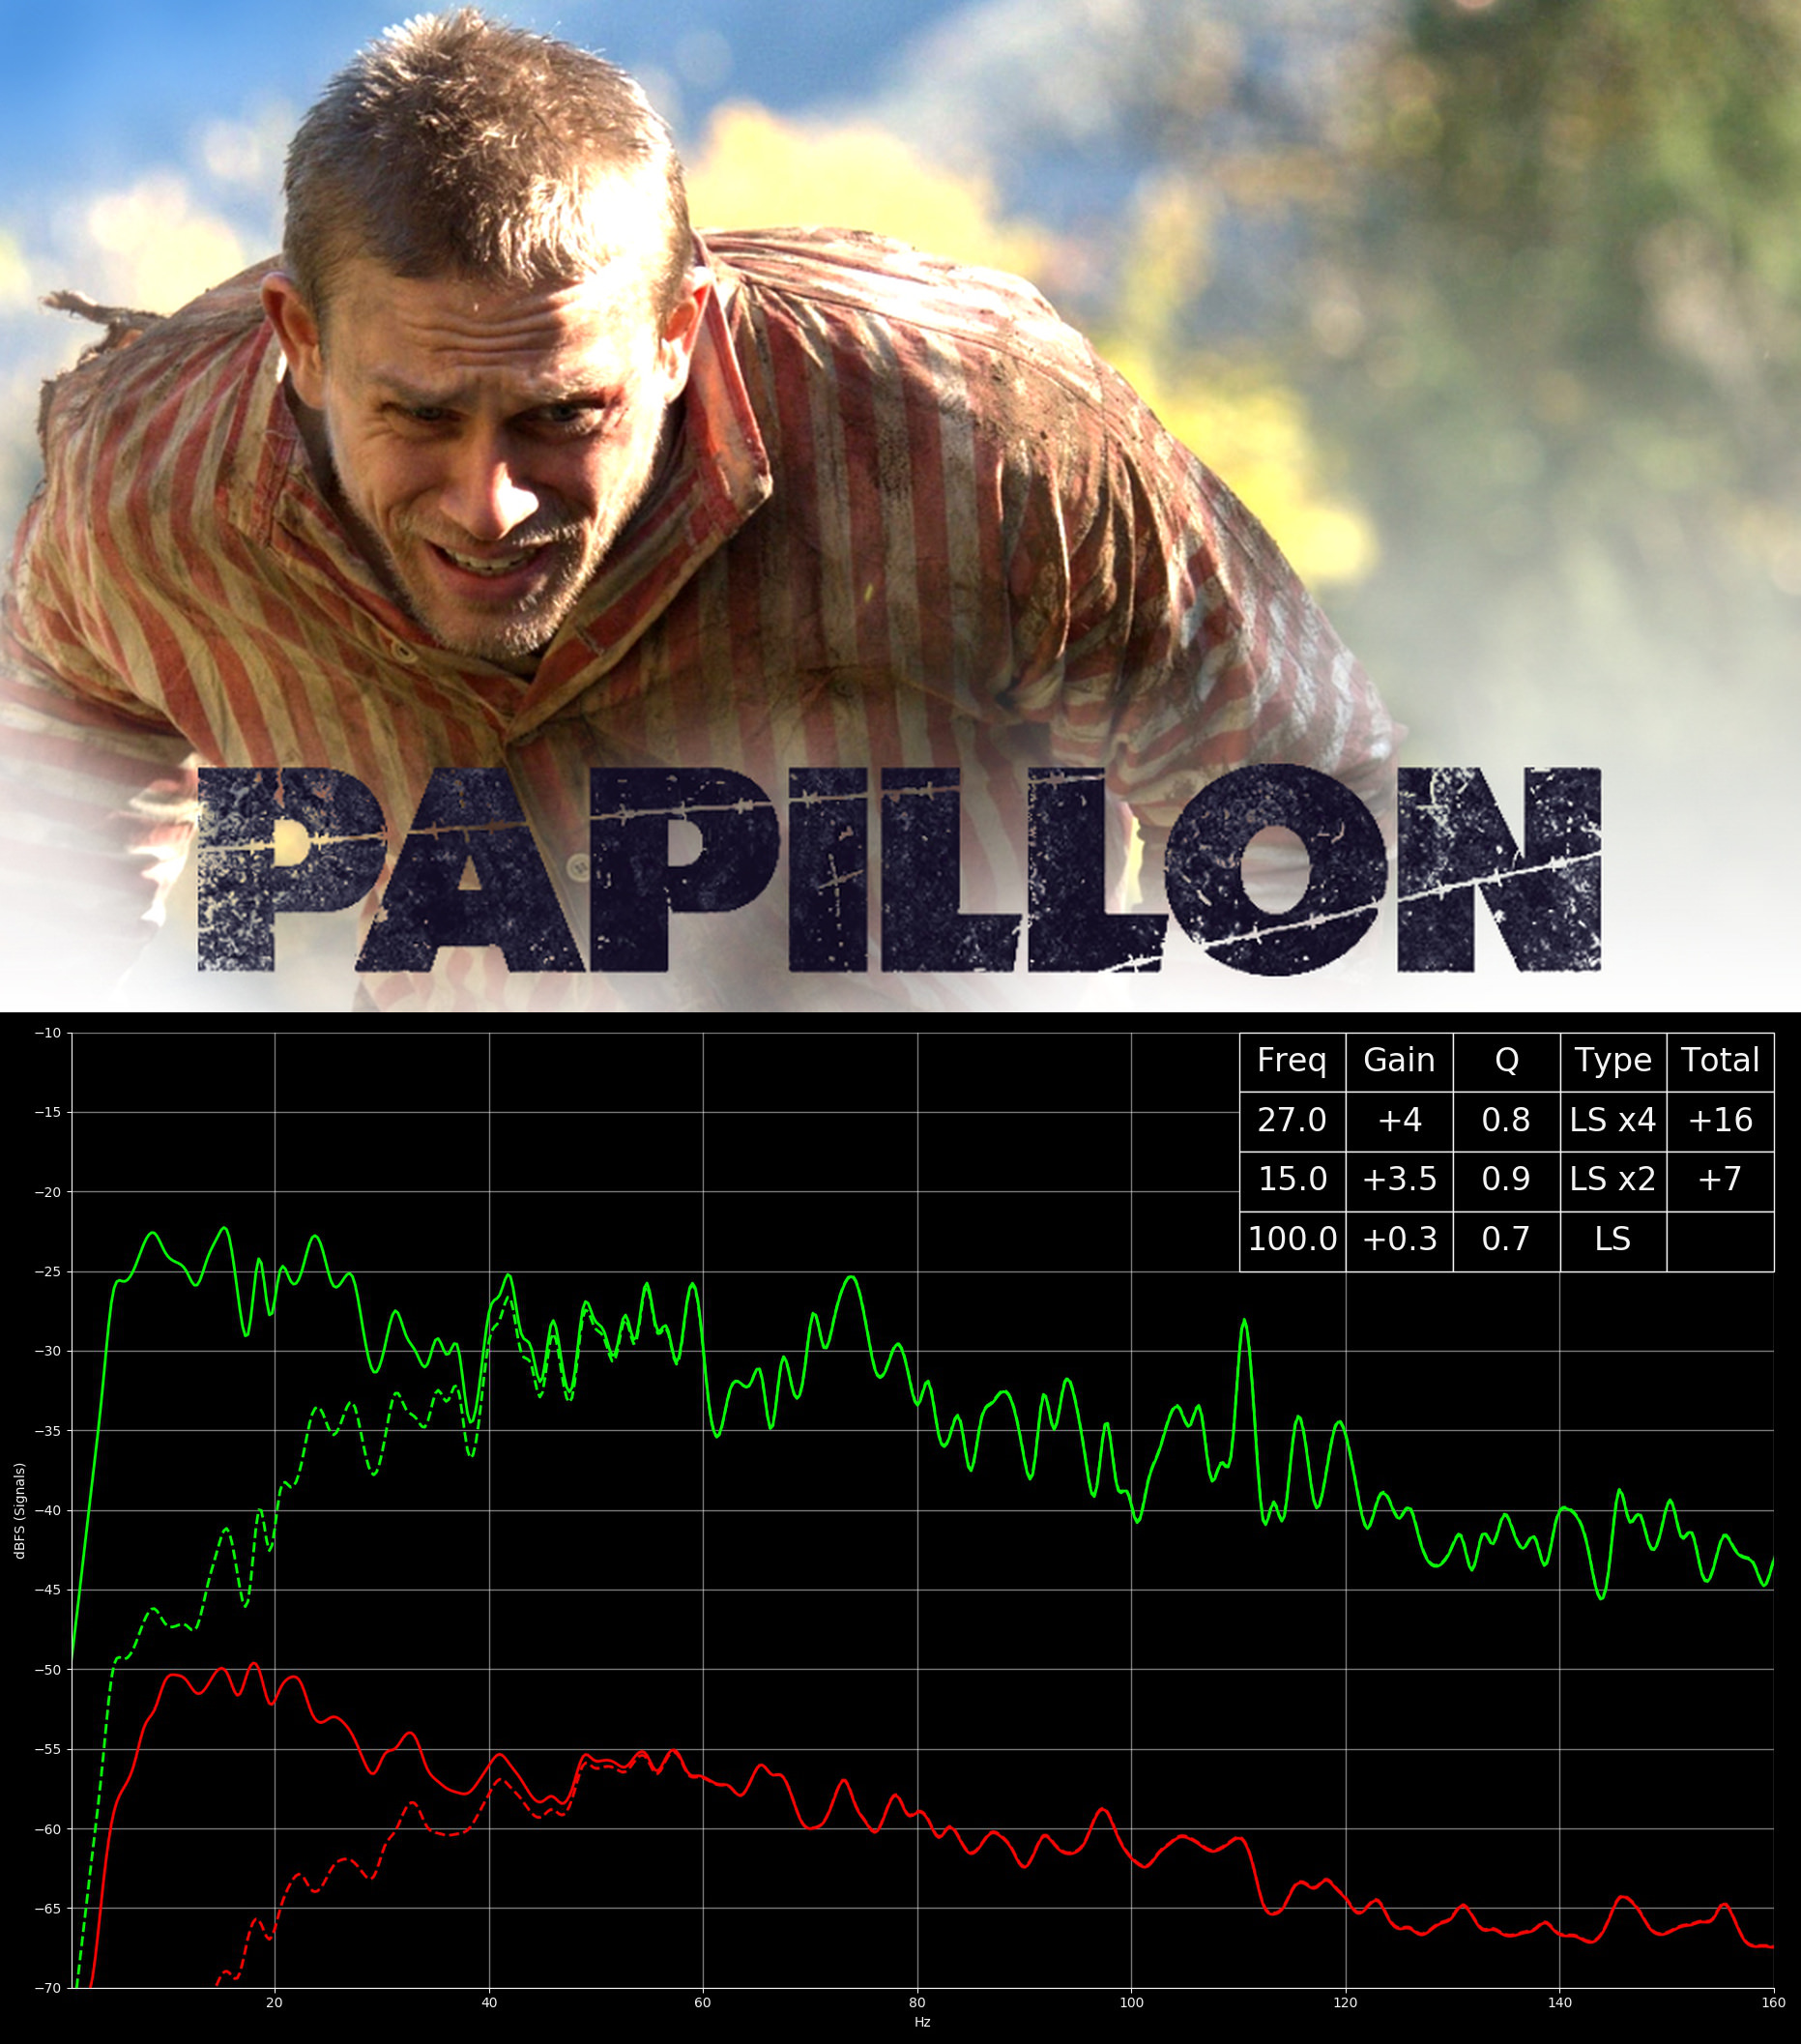 PAPILLON
Freq Gain Q Type Total
27.0 +4 0.8 LS x4 +16
15.0 +3.5 0.9 LS x2 +7
100.0 +0.3 0.7 LS
−10
−15
−20
−25
−30
−35
−40
−45
−50
−55
−60
−65
−70
dBFS (Signals)
20 40 60 80 100 120 140 160
Hz